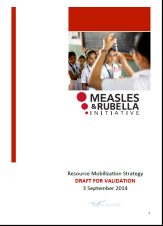 MEASLES
& RUBELLA
INITIATIVE
Resource Mobilization Strategy
DRAFT FOR VALIDATION
3 September 2014